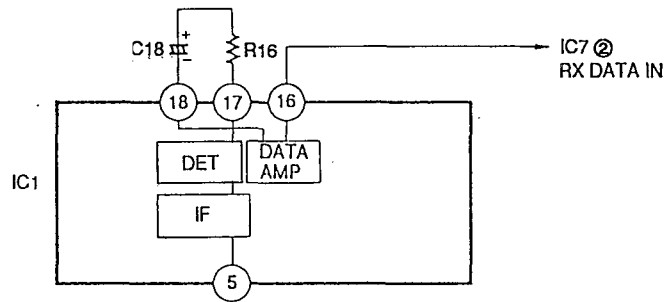 C18
+
-
R16
IC7 ②
RX DATA IN
18
17
16
DET
DATA
AMP
IC1
IF
5